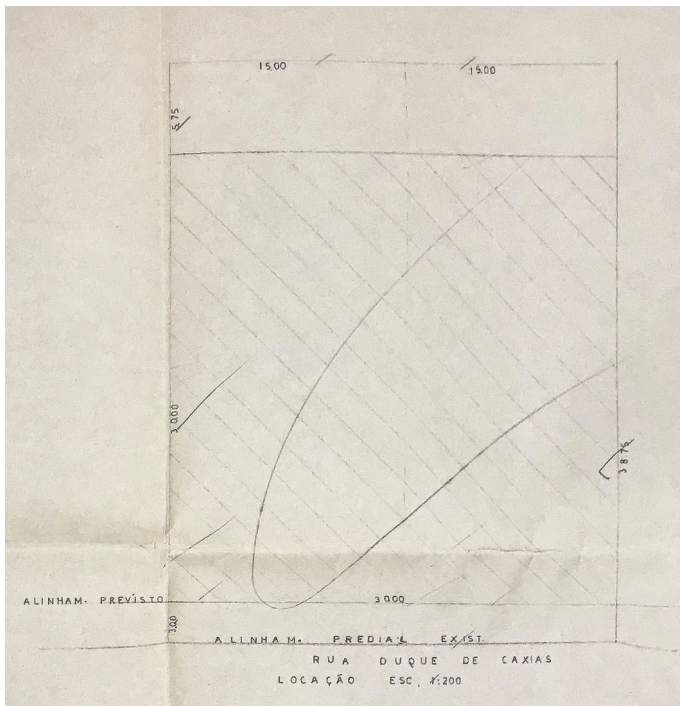 15.00 15.00
5.75
30.00
38.75
ALINHAM. PREVISTO
30.00
3.00
ALINHAM. PREDIAL EXIST.
RUA DUQUE DE CAXIAS
LOCAÇÃO ESC. 1:200